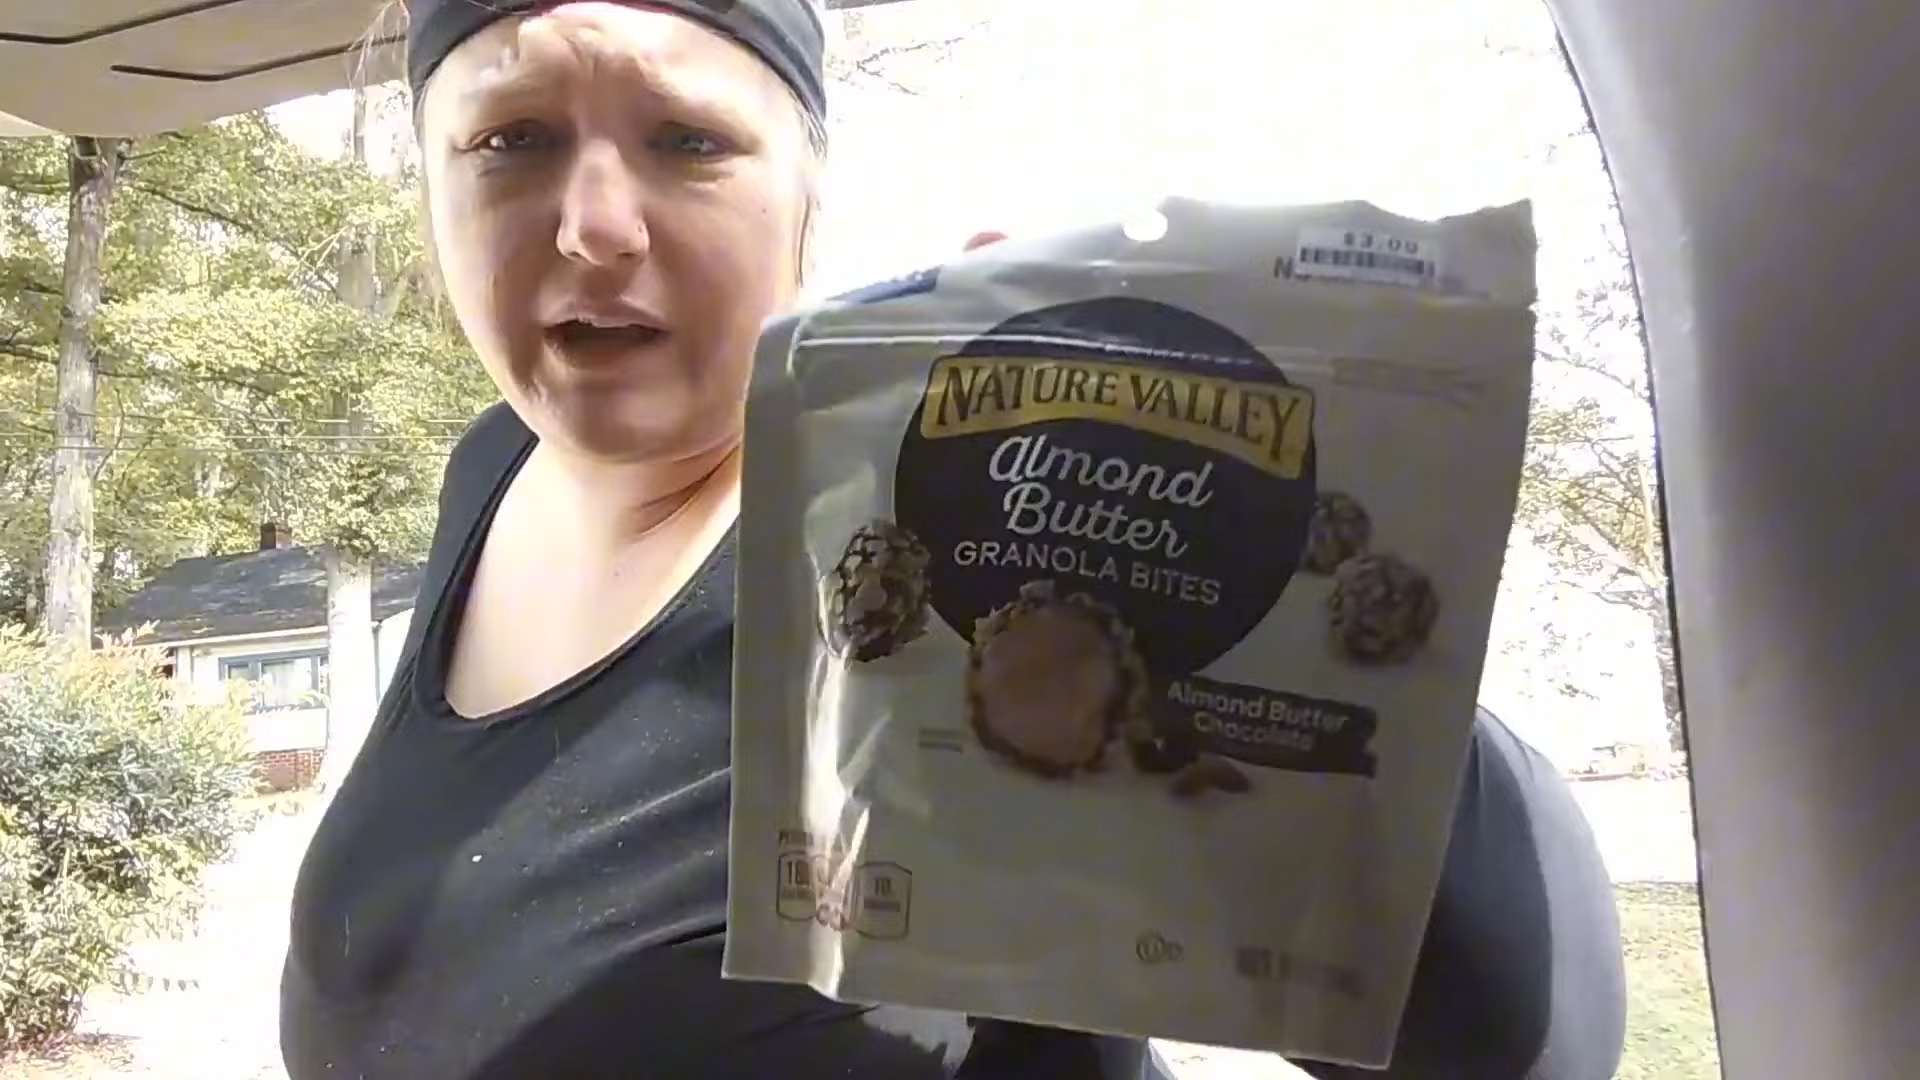 $3.00
NATURE VALLEY
Almond
Butter
GRANOLA BITES
Almond Butter
Chocolate